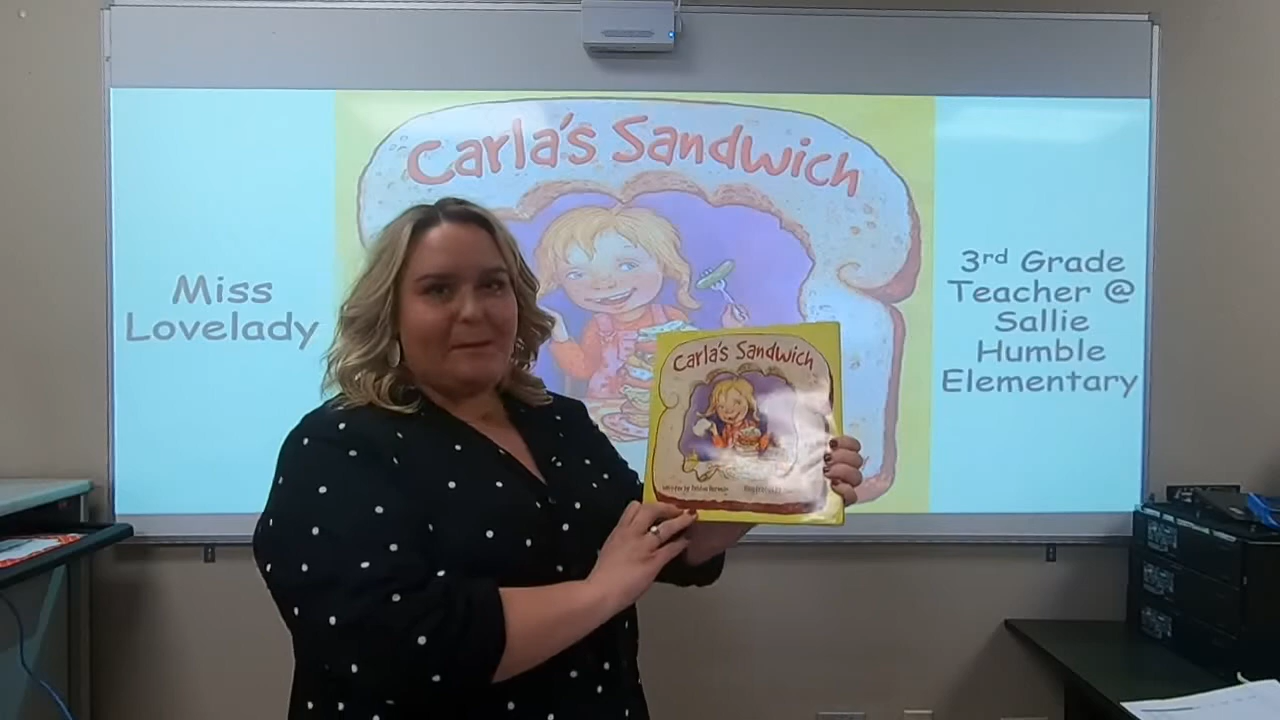 Carla's Sandwich
Miss
Lovelady
3rd Grade
Teacher @
Sallie
Humble
Elementary
Carla's Sandwich